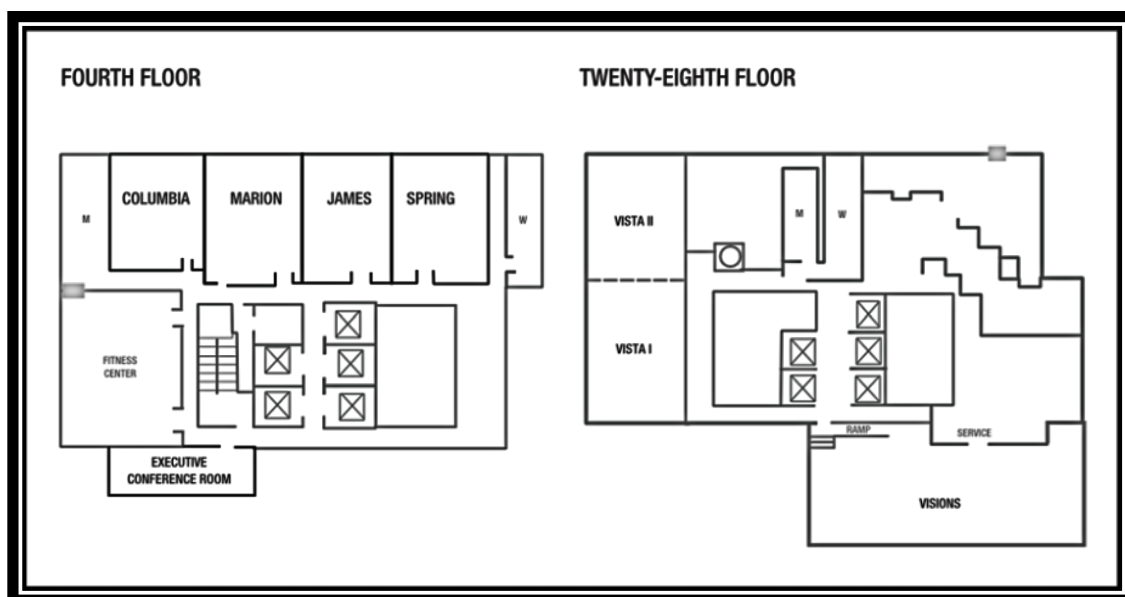 FOURTH FLOOR
COLUMBIA
MARION
JAMES
SPRING
M
W
FITNESS
CENTER
EXECUTIVE
CONFERENCE ROOM
TWENTY-EIGHTH FLOOR
VISTA II
M
W
VISTA I
RAMP
SERVICE
VISIONS